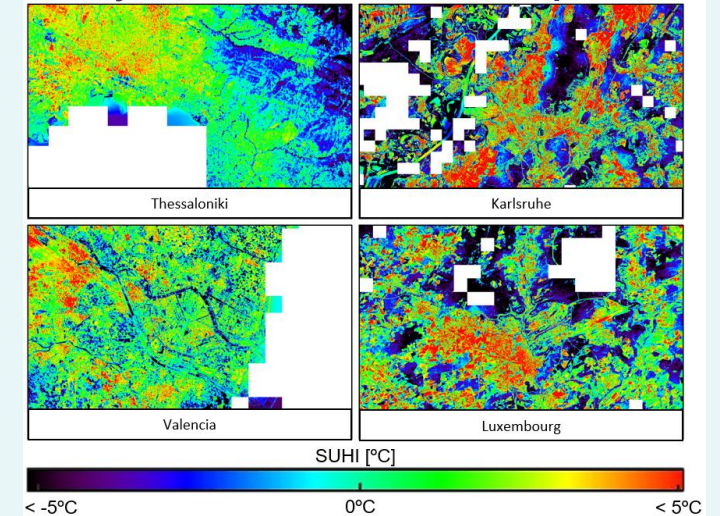 Thessaloniki
Karlsruhe
Valencia
Luxembourg
SUHI [ºC]
< -5ºC
0ºC
< 5ºC